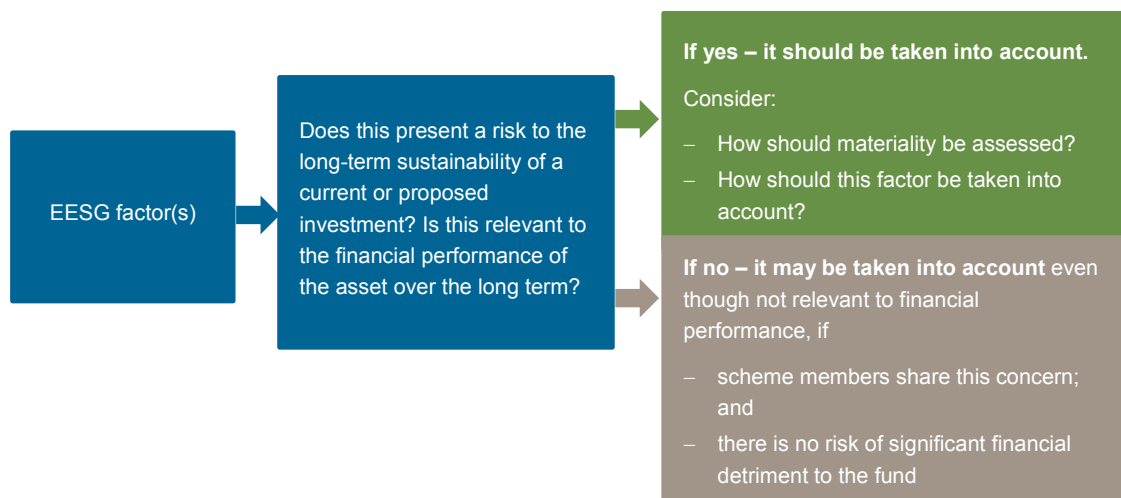 EESG factor(s)
Does this present a risk to the
long-term sustainability of a
current or proposed
investment? Is this relevant to
the financial performance of
the asset over the long term?
If yes – it should be taken into account.
Consider:
– How should materiality be assessed?
– How should this factor be taken into
account?
If no – it may be taken into account even
though not relevant to financial
performance, if
– scheme members share this concern;
and
– there is no risk of significant financial
detriment to the fund